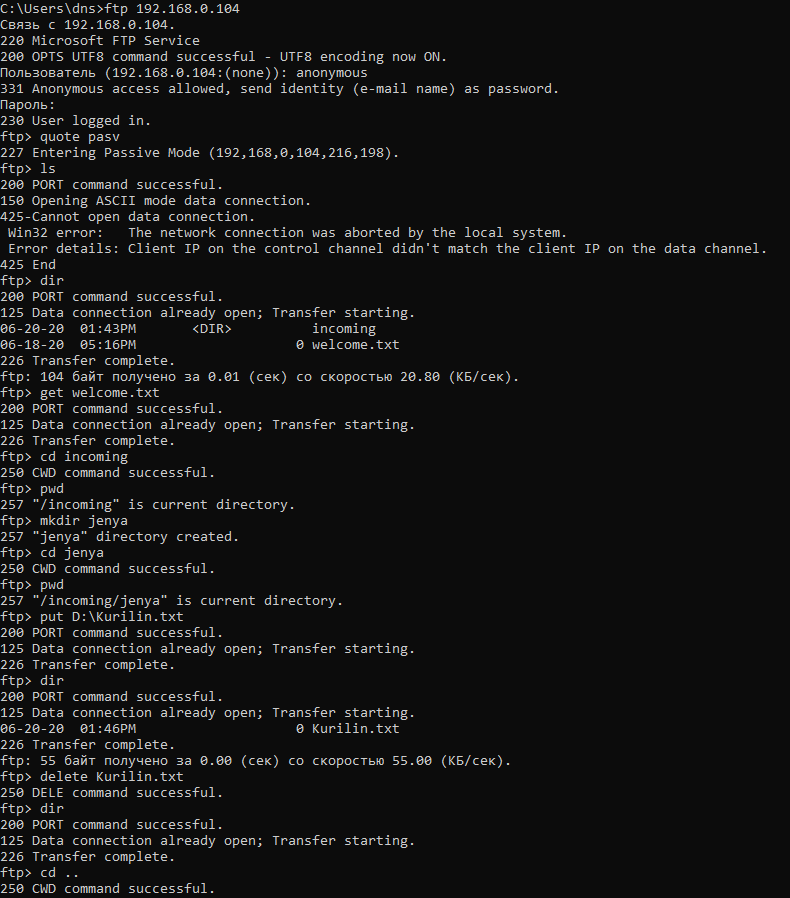 C:\Users\dns>ftp 192.168.0.104
Связь с 192.168.0.104.
220 Microsoft FTP Service
200 OPTS UTF8 command successful - UTF8 encoding now ON.
Пользователь (192.168.0.104:(none)): anonymous
331 Anonymous access allowed, send identity (e-mail name) as password.
Пароль:
230 User logged in.
ftp> quote pasv
227 Entering Passive Mode (192,168,0,104,216,198).
ftp> ls
200 PORT command successful.
150 Opening ASCII mode data connection.
425-Cannot open data connection.
 Win32 error:   The network connection was aborted by the local system.
 Error details: Client IP on the control channel didn't match the client IP on the data channel.
425 End
ftp> dir
200 PORT command successful.
125 Data connection already open; Transfer starting.
06-20-20  01:43PM       <DIR>          incoming
06-18-20  05:16PM                    0 welcome.txt
226 Transfer complete.
ftp: 104 байт получено за 0.01 (сек) со скоростью 20.80 (КБ/сек).
ftp> get welcome.txt
200 PORT command successful.
125 Data connection already open; Transfer starting.
226 Transfer complete.
ftp> cd incoming
250 CWD command successful.
ftp> pwd
257 "/incoming" is current directory.
ftp> mkdir jenya
257 "jenya" directory created.
ftp> cd jenya
250 CWD command successful.
ftp> pwd
257 "/incoming/jenya" is current directory.
ftp> put D:\Kurilin.txt
200 PORT command successful.
125 Data connection already open; Transfer starting.
226 Transfer complete.
ftp> dir
200 PORT command successful.
125 Data connection already open; Transfer starting.
06-20-20  01:46PM                    0 Kurilin.txt
226 Transfer complete.
ftp: 55 байт получено за 0.00 (сек) со скоростью 55.00 (КБ/сек).
ftp> delete Kurilin.txt
250 DELE command successful.
ftp> dir
200 PORT command successful.
125 Data connection already open; Transfer starting.
226 Transfer complete.
ftp> cd ..
250 CWD command successful.